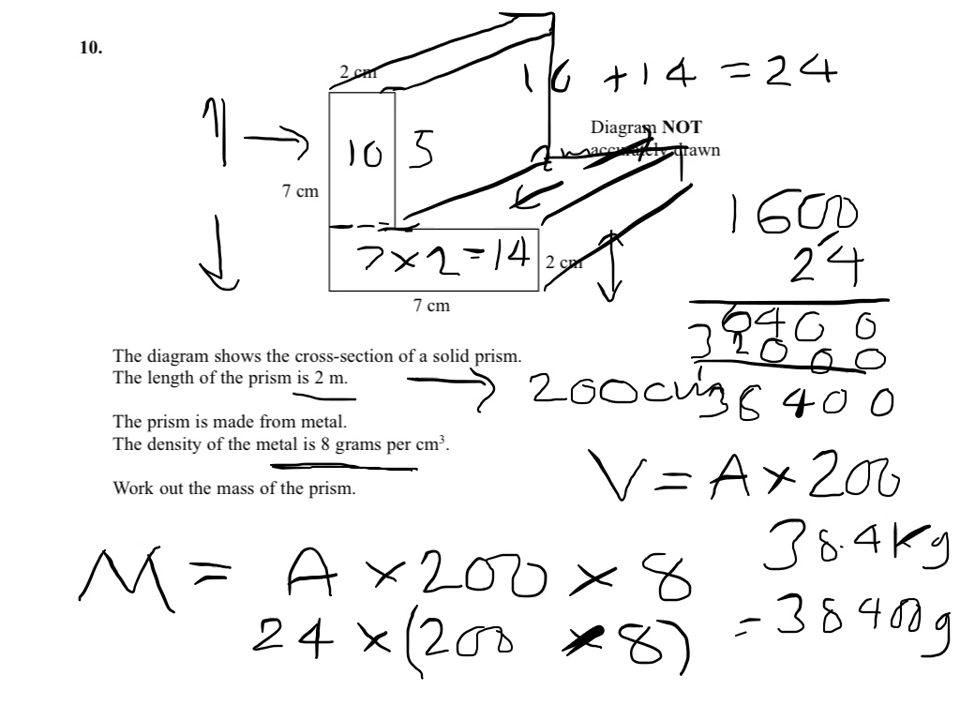 10.
2 cm
16 + 14 = 24
Diagram NOT
accurately drawn
10 5
2m
7 cm
7 x 2 = 14
2 cm
7 cm
1600
24
6400
32000
38400
The diagram shows the cross-section of a solid prism.
The length of the prism is 2 m.
200cm
The prism is made from metal.
The density of the metal is 8 grams per cm³.
V = A x 200
Work out the mass of the prism.
38.4Kg
M = A x 200 x 8
= 38400g
24 x (200 x 8)